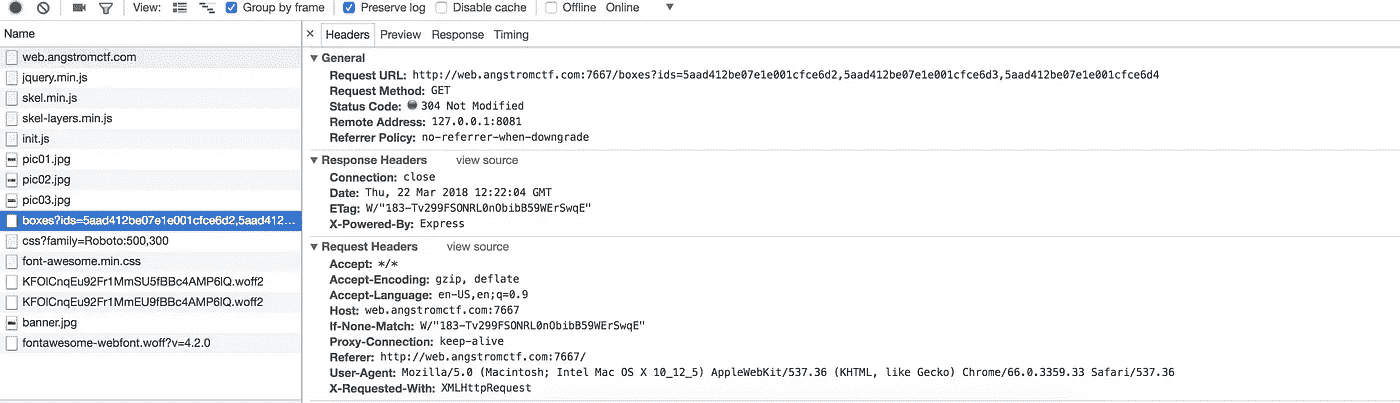 View: Group by frame Preserve log Disable cache Offline Online
Name
web.angstromctf.com
jquery.min.js
skel.min.js
skel-layers.min.js
init.js
pic01.jpg
pic02.jpg
pic03.jpg
boxes?ids=5aad412be07e1e001cfce6d2,5aad412...
css?family=Roboto:500,300
font-awesome.min.css
KFOlCnqEu92Fr1MmSU5fBBc4AMP6lQ.woff2
KFOlCnqEu92Fr1MmEU9fBBc4AMP6lQ.woff2
banner.jpg
fontawesome-webfont.woff?v=4.2.0
× Headers Preview Response Timing
General
Request URL: http://web.angstromctf.com:7667/boxes?ids=5aad412be07e1e001cfce6d2,5aad412be07e1e001cfce6d3,5aad412be07e1e001cfce6d4
Request Method: GET
Status Code: 304 Not Modified
Remote Address: 127.0.0.1:8081
Referrer Policy: no-referrer-when-downgrade
Response Headers view source
Connection: close
Date: Thu, 22 Mar 2018 12:22:04 GMT
ETag: W/"183-Tv299FSONRL0nObibB59WErSwqE"
X-Powered-By: Express
Request Headers view source
Accept: */*
Accept-Encoding: gzip, deflate
Accept-Language: en-US,en;q=0.9
Host: web.angstromctf.com:7667
If-None-Match: W/"183-Tv299FSONRL0nObibB59WErSwqE"
Proxy-Connection: keep-alive
Referer: http://web.angstromctf.com:7667/
User-Agent: Mozilla/5.0 (Macintosh; Intel Mac OS X 10_12_5) AppleWebKit/537.36 (KHTML, like Gecko) Chrome/66.0.3359.33 Safari/537.36
X-Requested-With: XMLHttpRequest